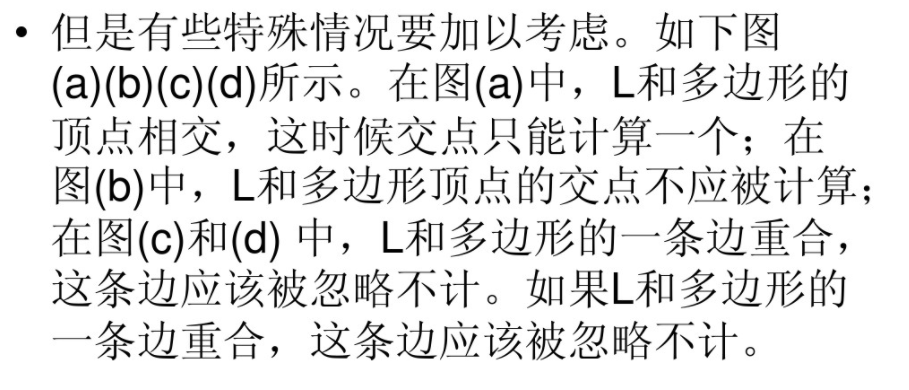 • 但是有些特殊情况要加以考虑。如下图
(a)(b)(c)(d)所示。在图(a)中，L和多边形的
顶点相交，这时候交点只能计算一个；在
图(b)中，L和多边形顶点的交点不应被计算；
在图(c)和(d) 中，L和多边形的一条边重合，
这条边应该被忽略不计。如果L和多边形的
一条边重合，这条边应该被忽略不计。